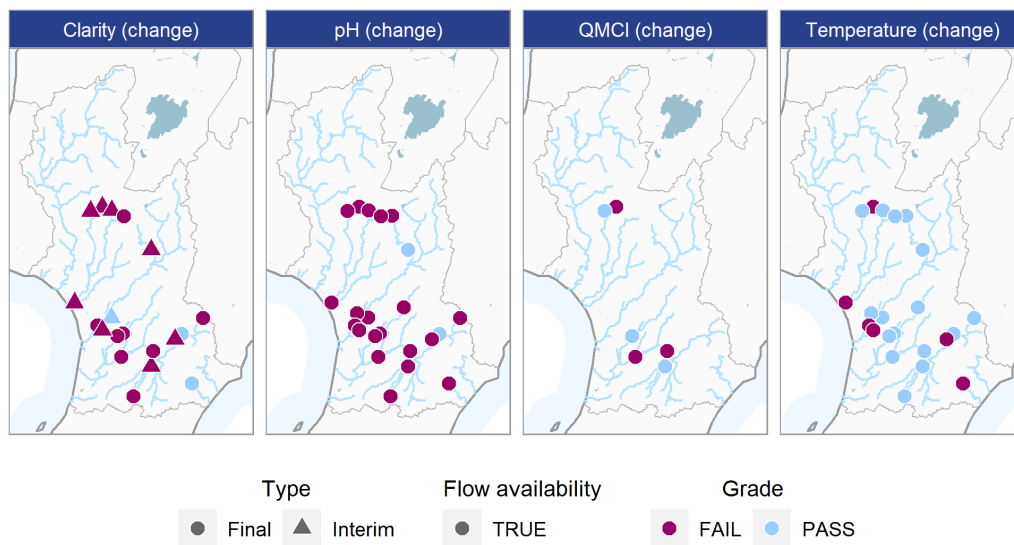 Clarity (change) pH (change) QMCI (change) Temperature (change)
Type Flow availability Grade
Final Interim TRUE FAIL PASS